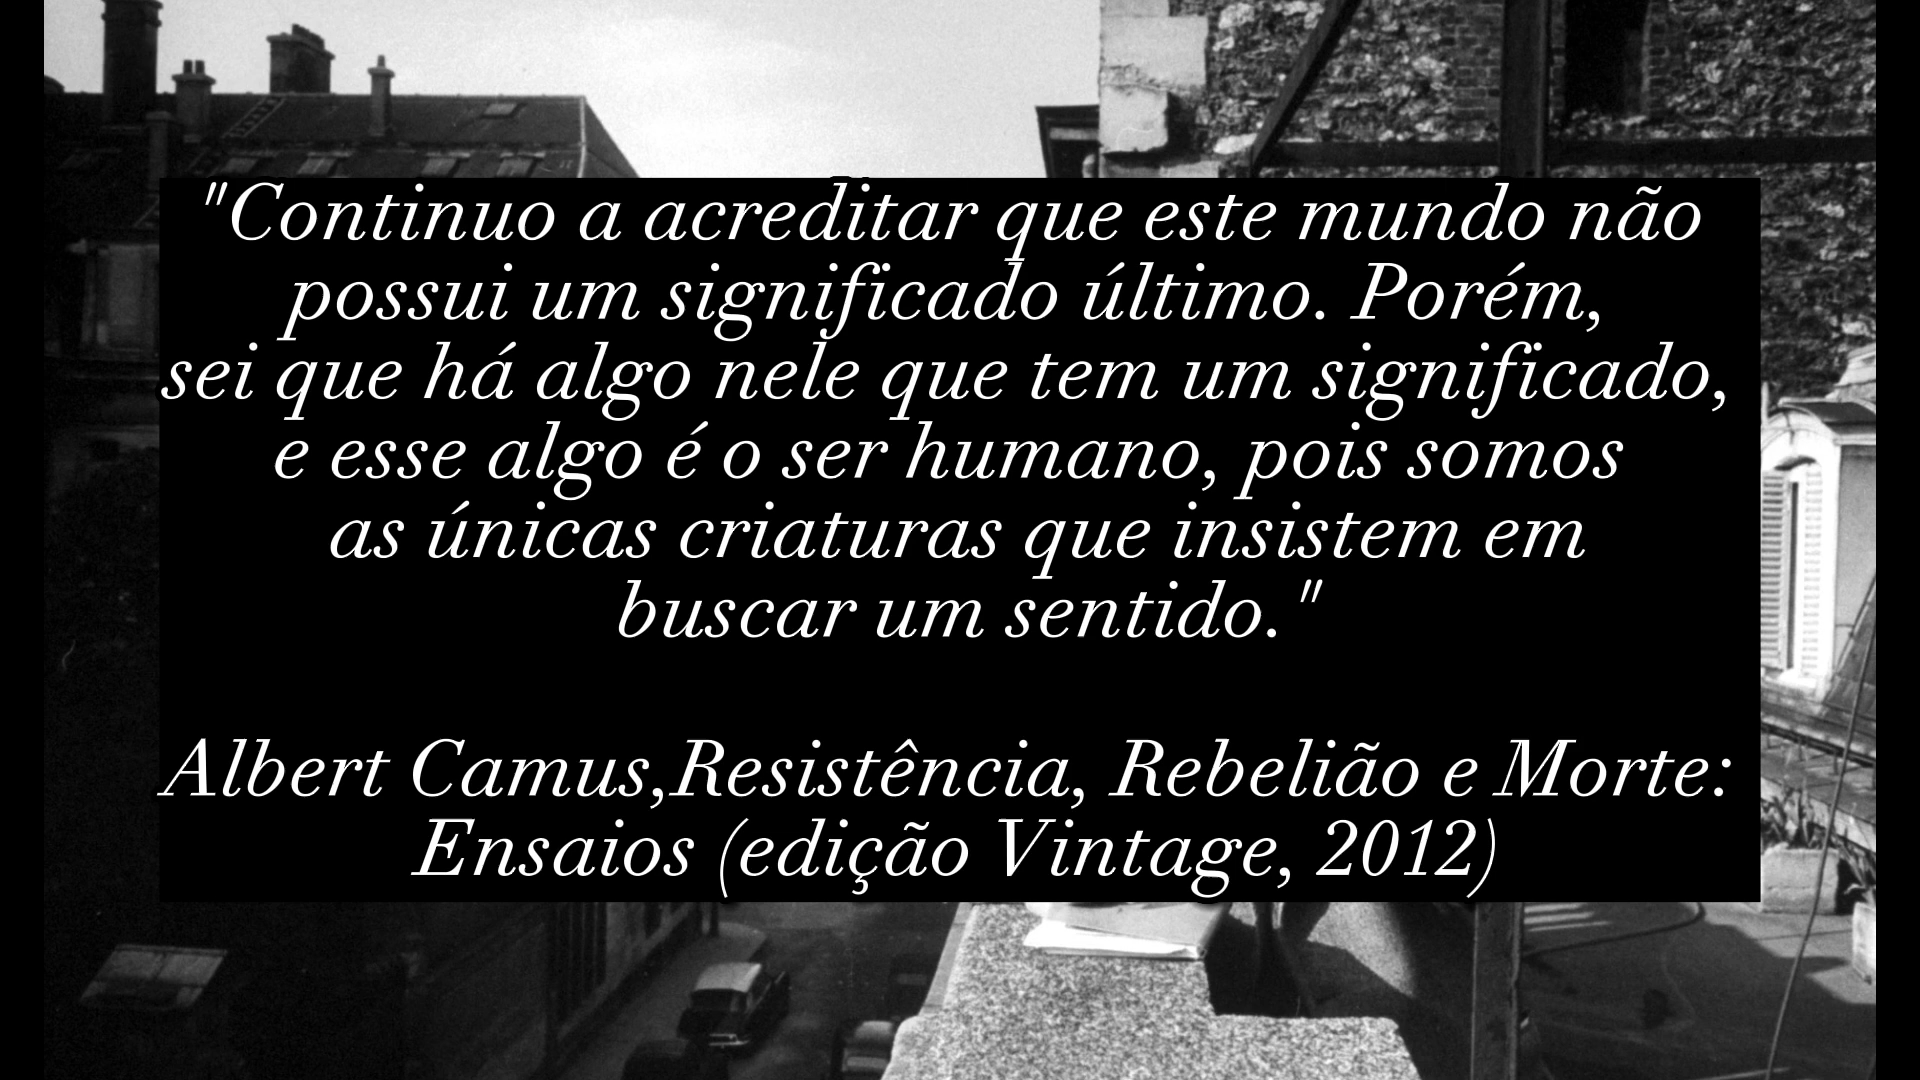 "Continuo a acreditar que este mundo não
possui um significado último. Porém,
sei que há algo nele que tem um significado,
e esse algo é o ser humano, pois somos
as únicas criaturas que insistem em
buscar um sentido."
Albert Camus,Resistência, Rebelião e Morte:
Ensaios (edição Vintage, 2012)